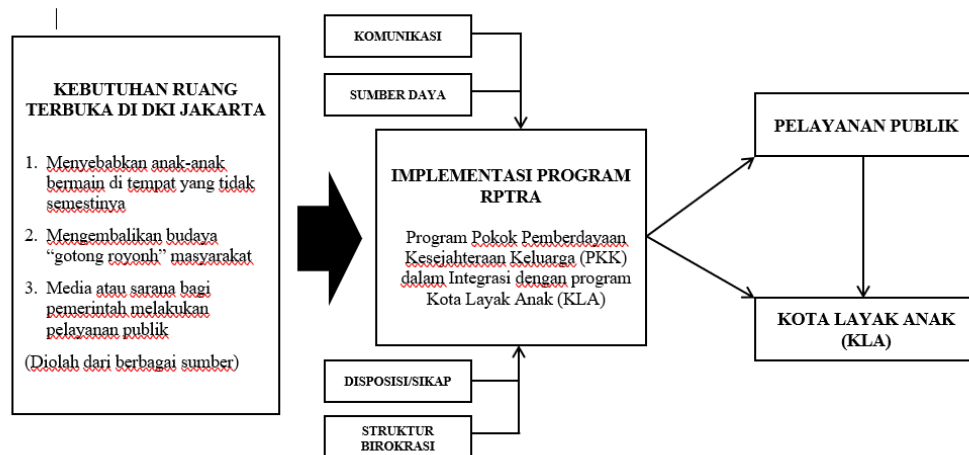 KEBUTUHAN RUANG
TERBUKA DI DKI JAKARTA
1. Menyebabkan anak-anak
bermain di tempat yang tidak
semestinya
2. Mengembalikan budaya
“gotong royonh” masyarakat
3. Media atau sarana bagi
pemerintah melakukan
pelayanan publik
(Diolah dari berbagai sumber)
KOMUNIKASI
SUMBER DAYA
IMPLEMENTASI PROGRAM
RPTRA
Program Pokok Pemberdayaan
Kesejahteraan Keluarga (PKK)
dalam Integrasi dengan program
Kota Layak Anak (KLA)
DISPOSISI/SIKAP
STRUKTUR
BIROKRASI
PELAYANAN PUBLIK
KOTA LAYAK ANAK
(KLA)